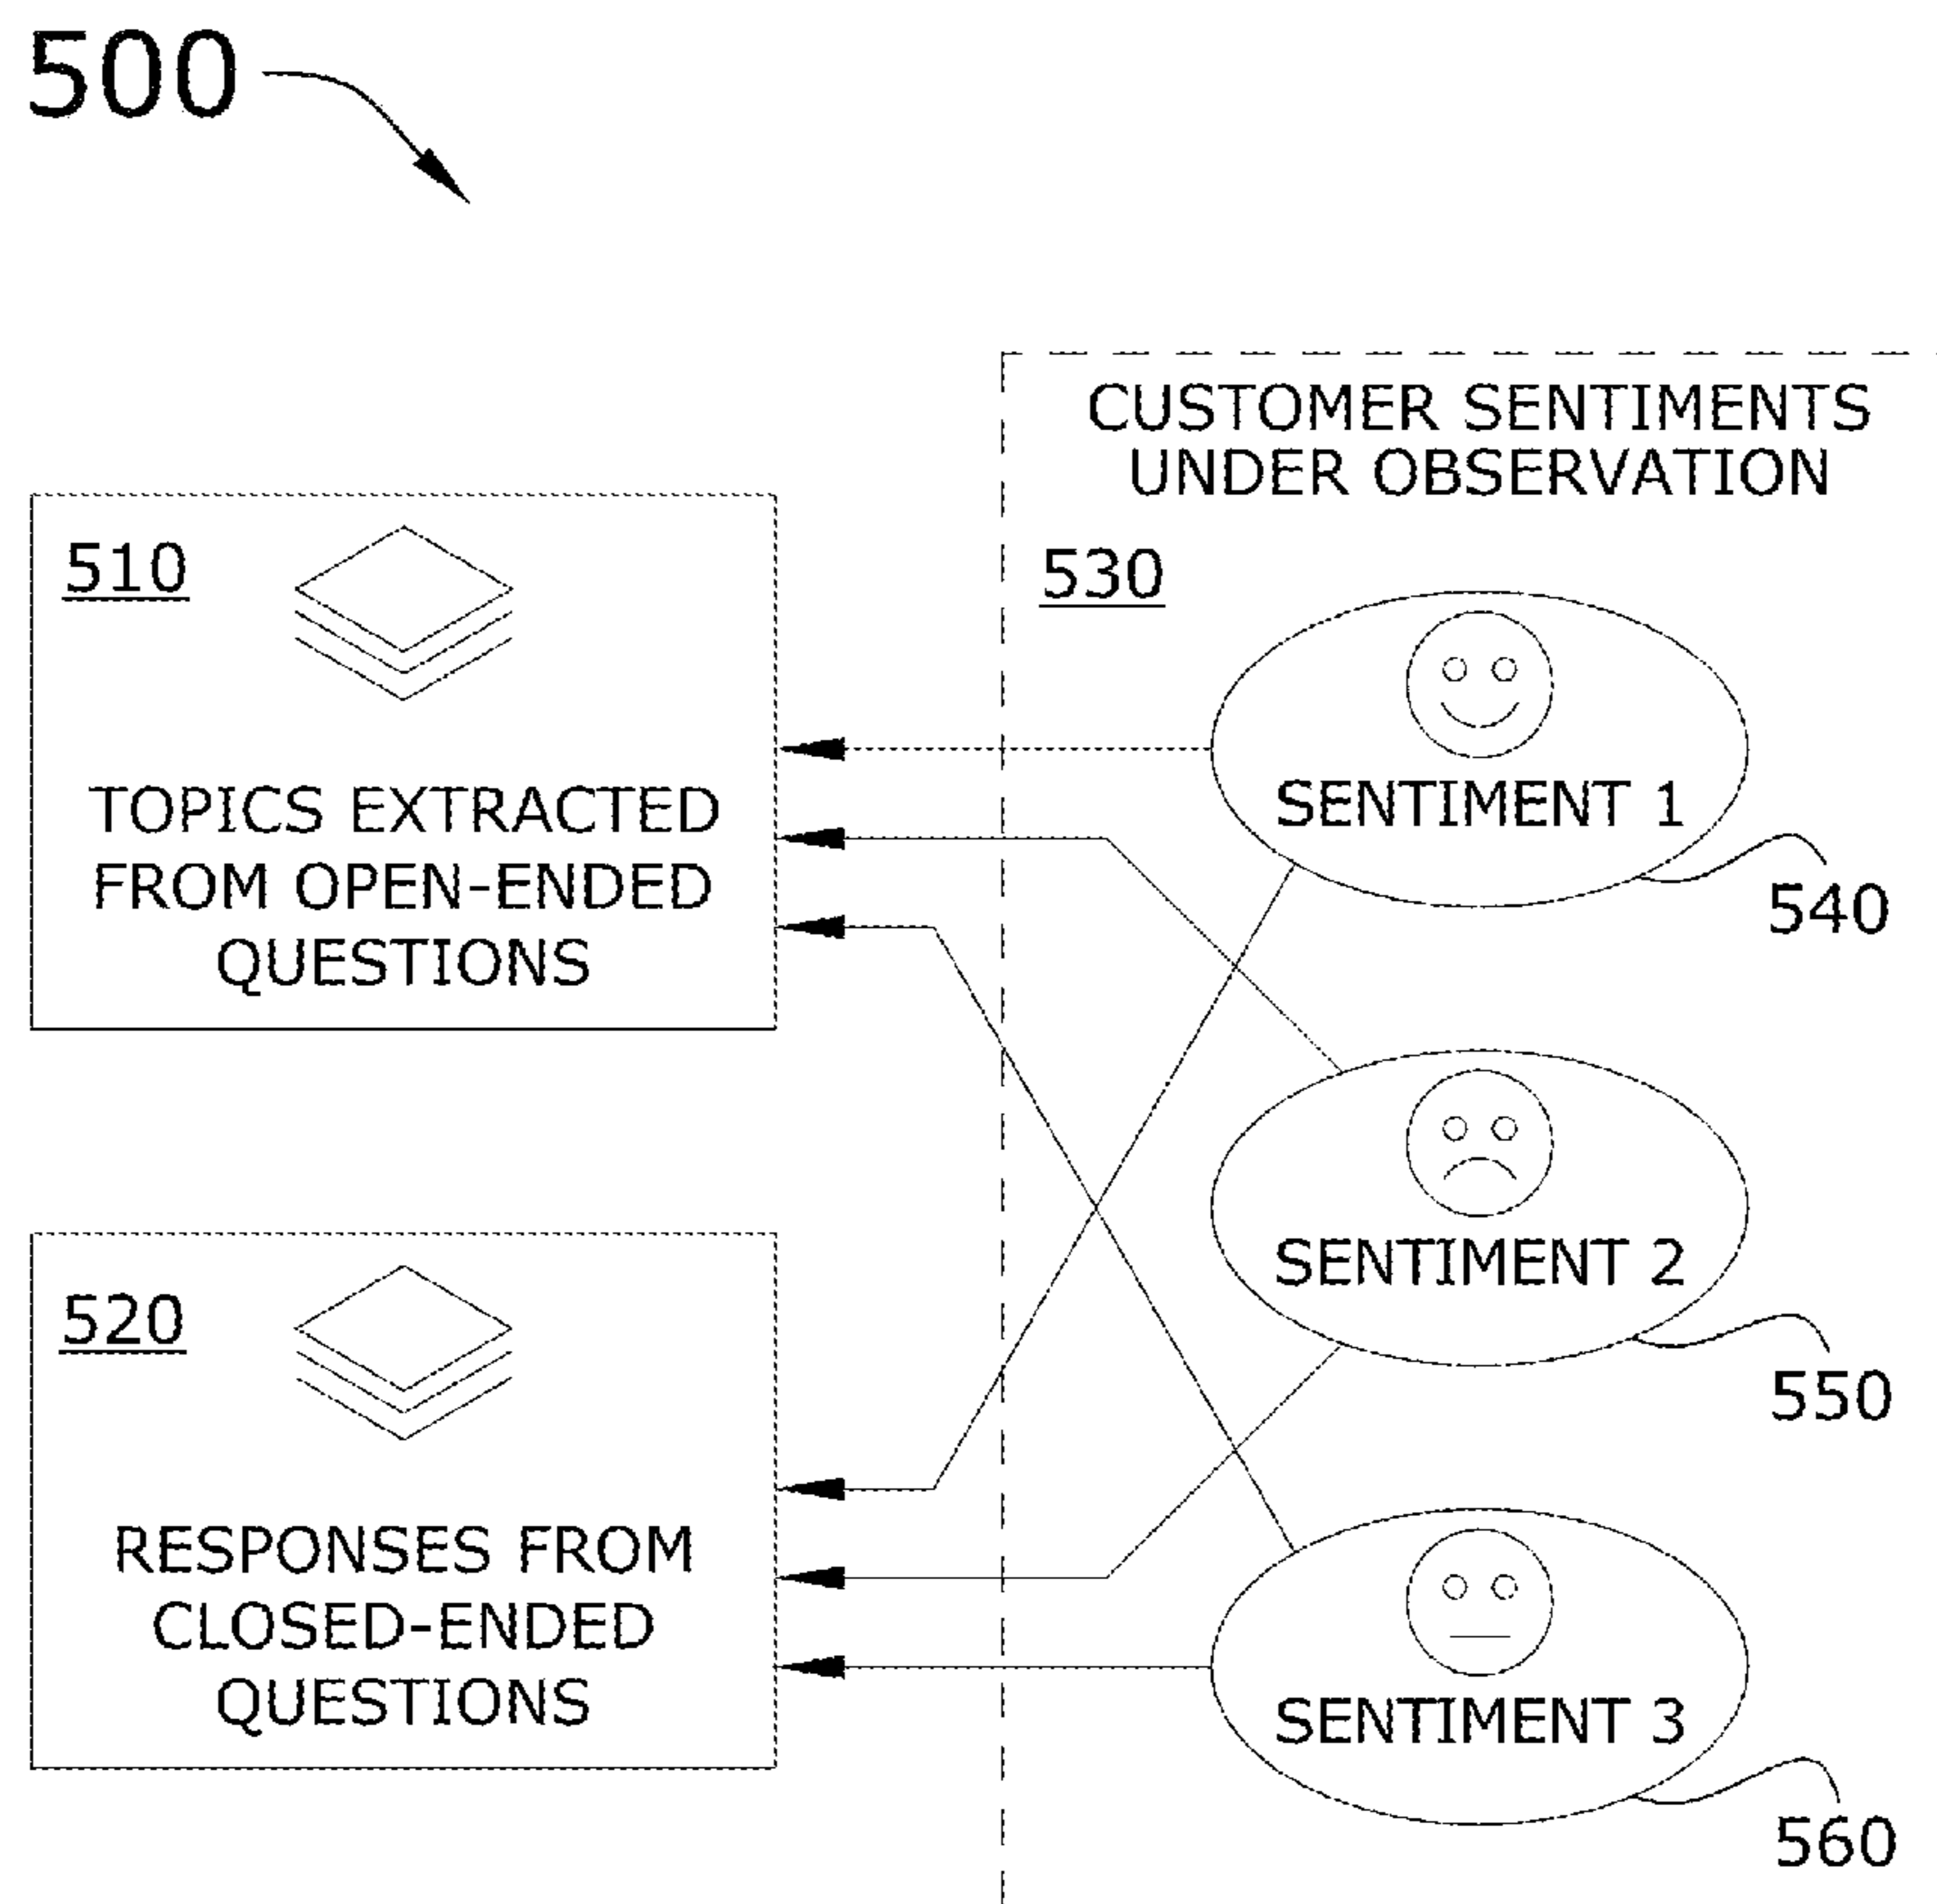 500
CUSTOMER SENTIMENTS
UNDER OBSERVATION
510
TOPICS EXTRACTED
FROM OPEN-ENDED
QUESTIONS
530
SENTIMENT 1
540
SENTIMENT 2
550
520
RESPONSES FROM
CLOSED-ENDED
QUESTIONS
SENTIMENT 3
560